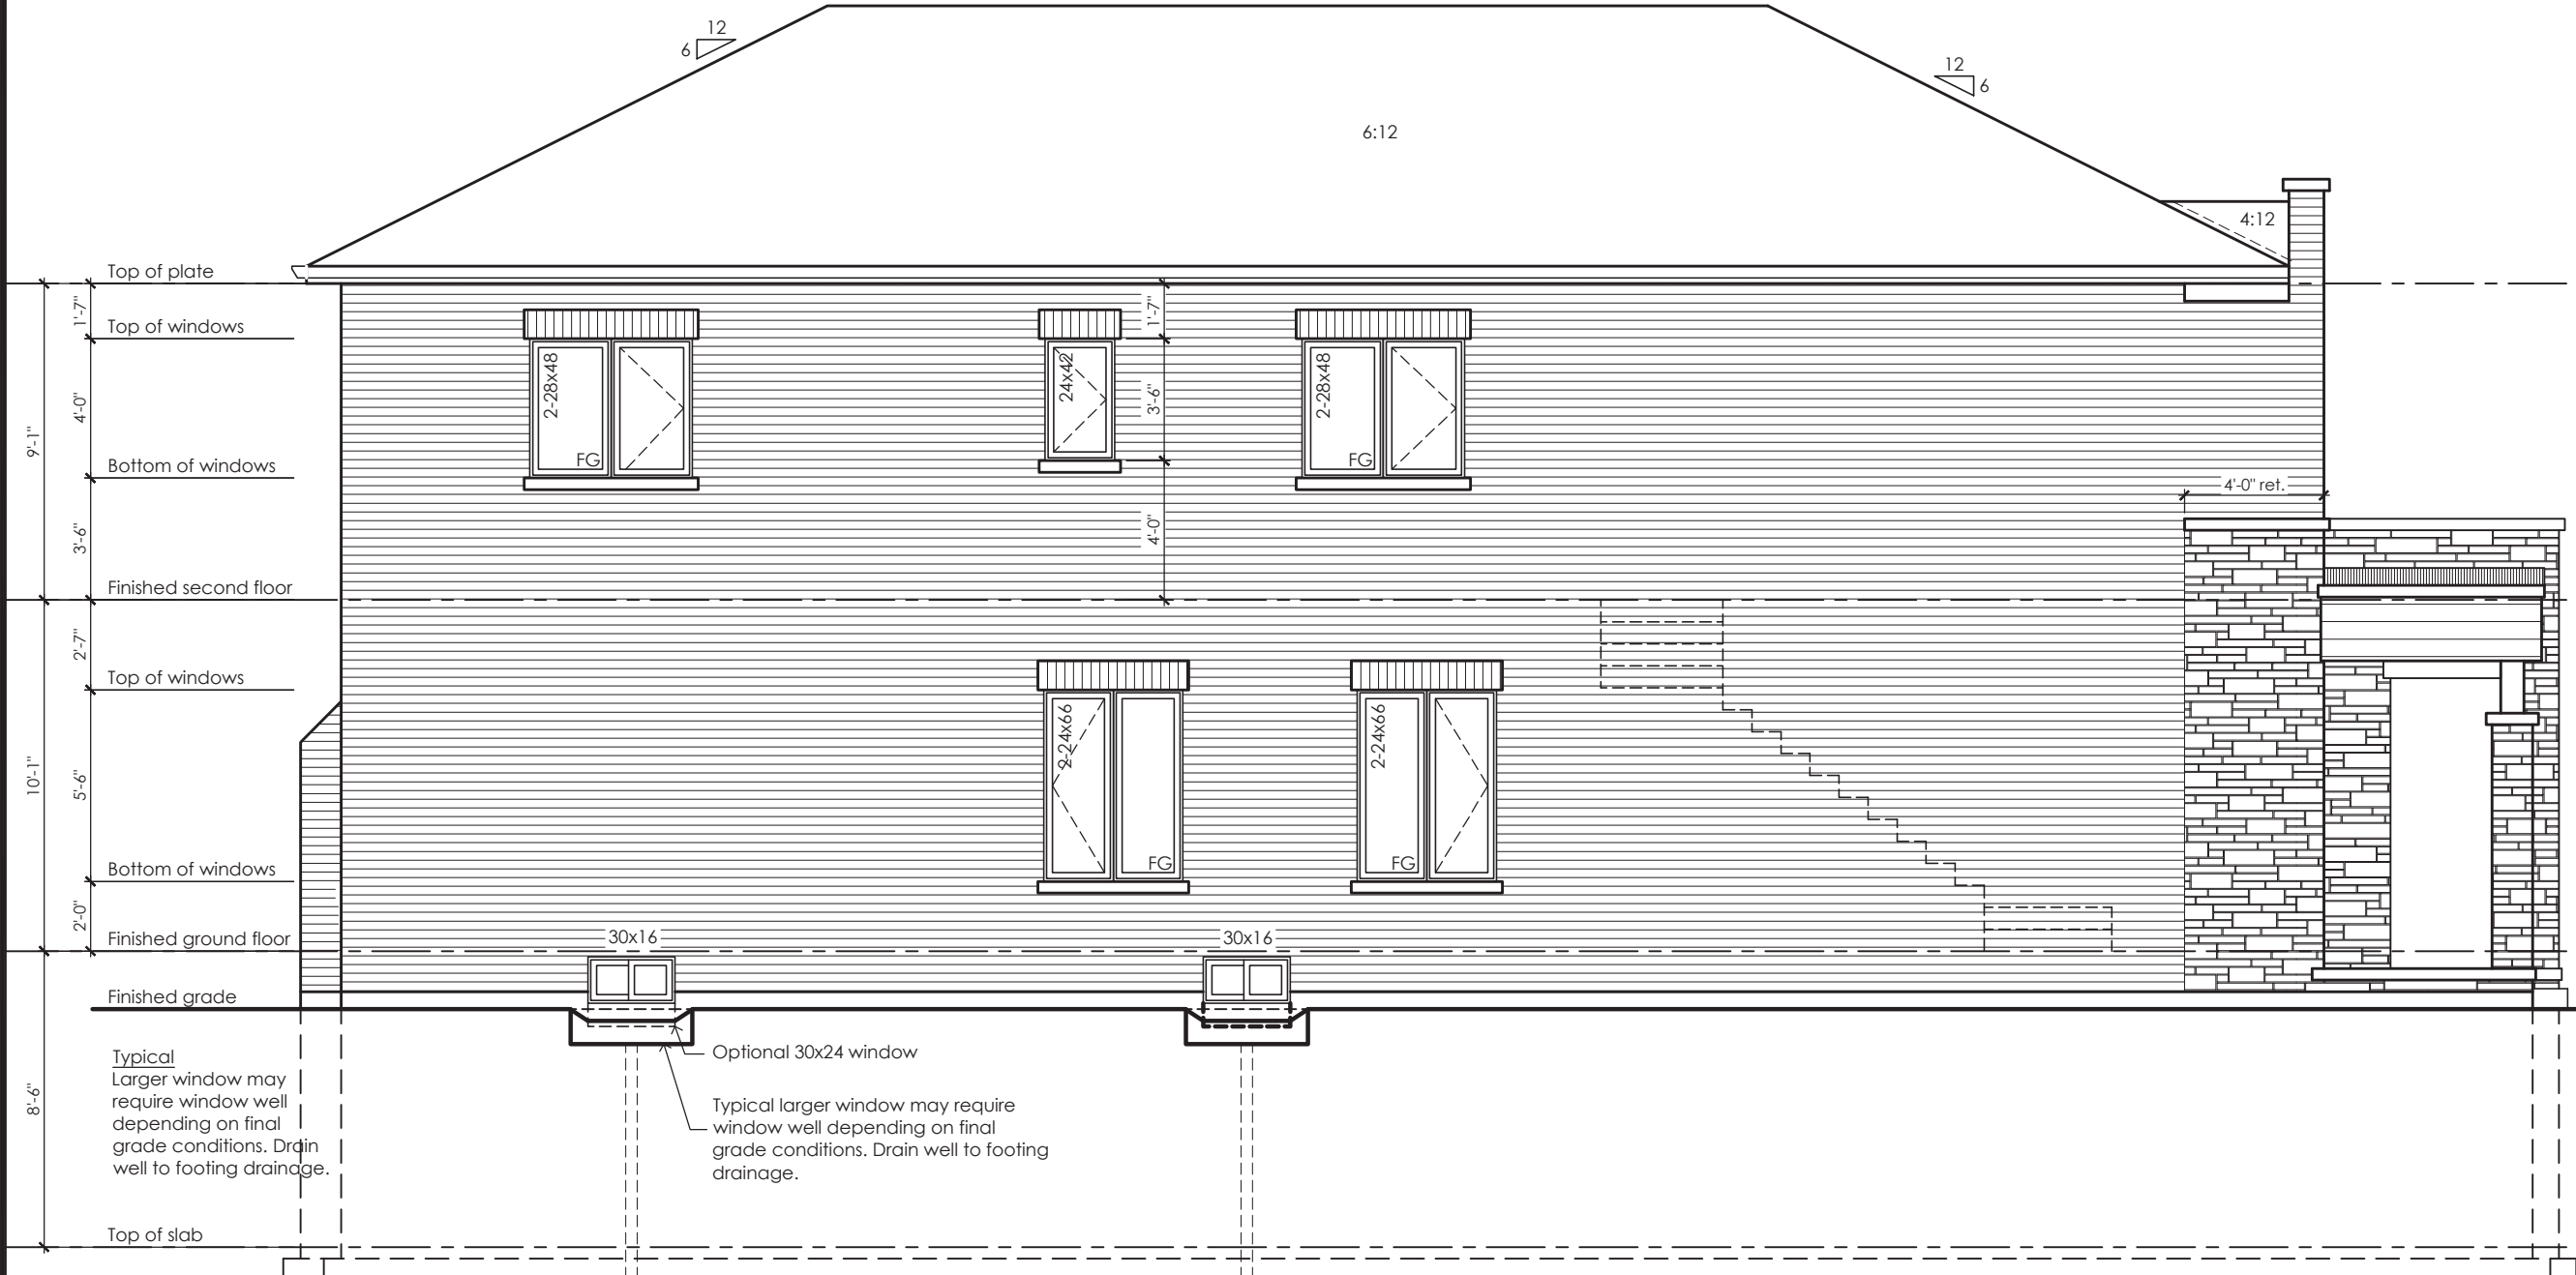 12
6
12
6
6:12
4:12
Top of plate
1'-7"
1'-7"
Top of windows
2-28x48
24x42
2-28x48
4'-0"
3'-6"
9'-1"
FG
FG
Bottom of windows
4'-0" ret.
3'-6"
4'-0"
Finished second floor
2'-7"
Top of windows
2-24x66
2-24x66
10'-1"
5'-6"
FG
FG
Bottom of windows
2'-0"
Finished ground floor
30x16
30x16
Finished grade
Typical
Larger window may
require window well
depending on final
grade conditions. Drain
well to footing drainage.
Optional 30x24 window
Typical larger window may require
window well depending on final
grade conditions. Drain well to footing
drainage.
8'-6"
Top of slab